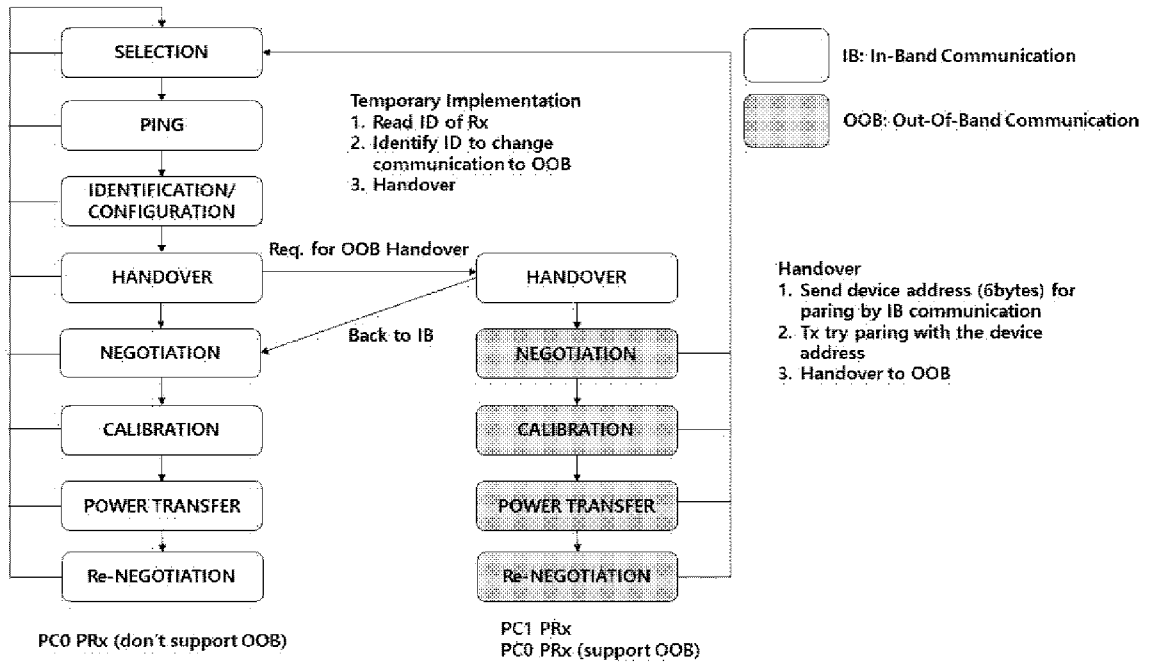 SELECTION
PING
IDENTIFICATION/
CONFIGURATION
HANDOVER
NEGOTIATION
CALIBRATION
POWER TRANSFER
Re-NEGOTIATION
PC0 PRx (don't support OOB)
Temporary Implementation
1. Read ID of Rx
2. Identify ID to change
communication to OOB
3. Handover
Req. for OOB Handover
Back to IB
HANDOVER
NEGOTIATION
CALIBRATION
POWER TRANSFER
Re-NEGOTIATION
PC1 PRx
PC0 PRx (support OOB)
IB: In-Band Communication
OOB: Out-Of-Band Communication
Handover
1. Send device address (6bytes) for
paring by IB communication
2. Tx try paring with the device
address
3. Handover to OOB